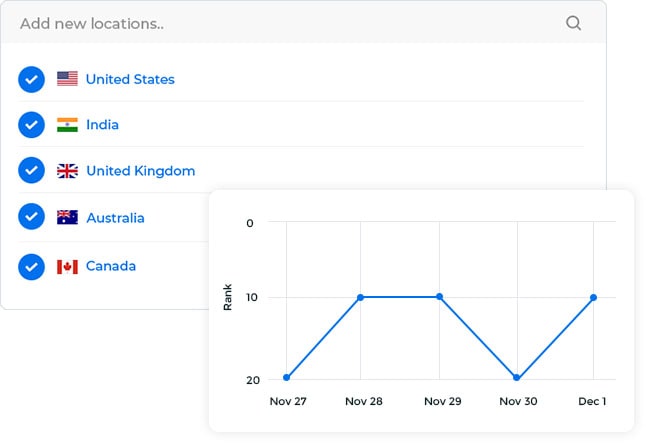 Add new locations..
United States
India
United Kingdom
Australia
Canada
0
10
20
Rank
Nov 27 Nov 28 Nov 29 Nov 30 Dec 1